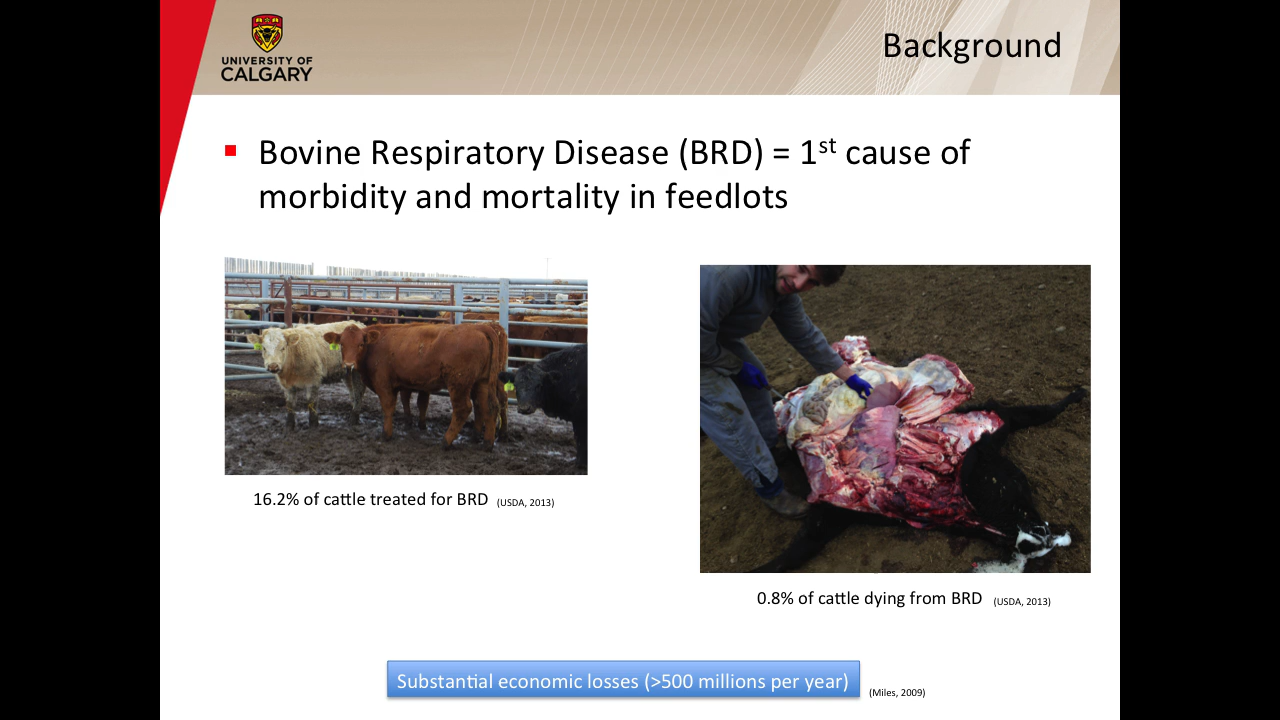 UNIVERSITY OF
CALGARY
Background
Bovine Respiratory Disease (BRD) = 1st cause of
morbidity and mortality in feedlots
16.2% of cattle treated for BRD (USDA, 2013)
0.8% of cattle dying from BRD (USDA, 2013)
Substantial economic losses (>500 millions per year) (Miles, 2009)